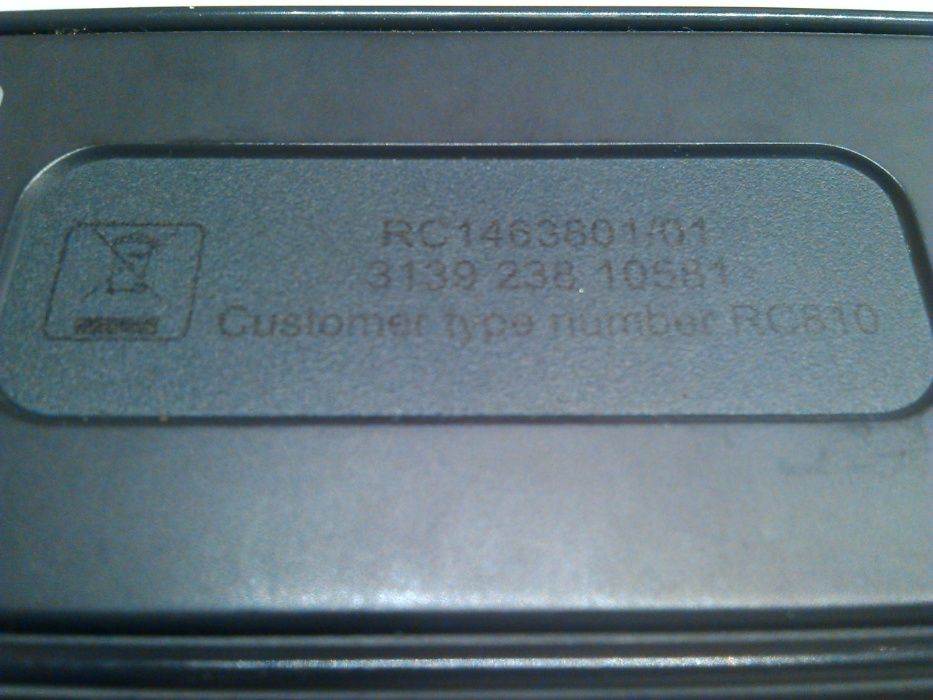 RC1463801/01
3139 238 10581
Customer type number RC810